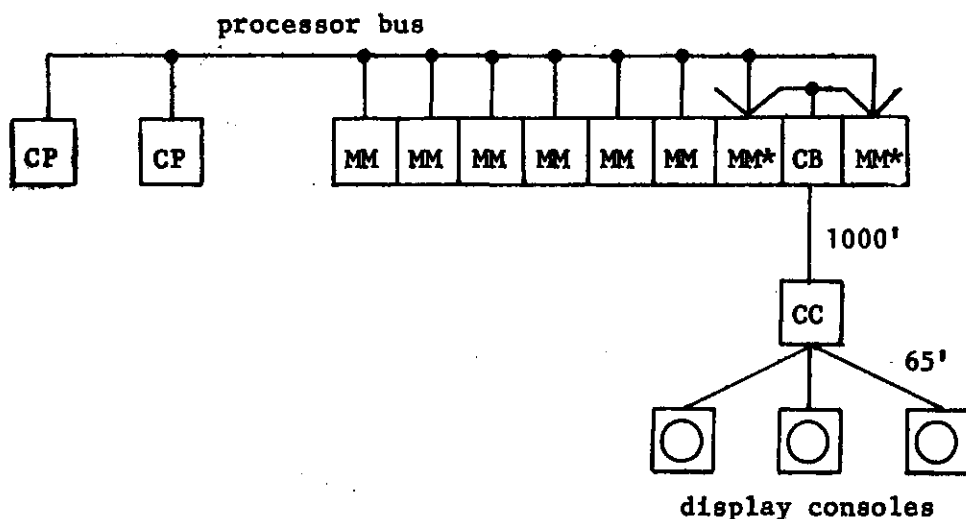 processor bus
CP CP MM MM MM MM MM MM MM* CB MM*
1000'
CC
65'
display consoles